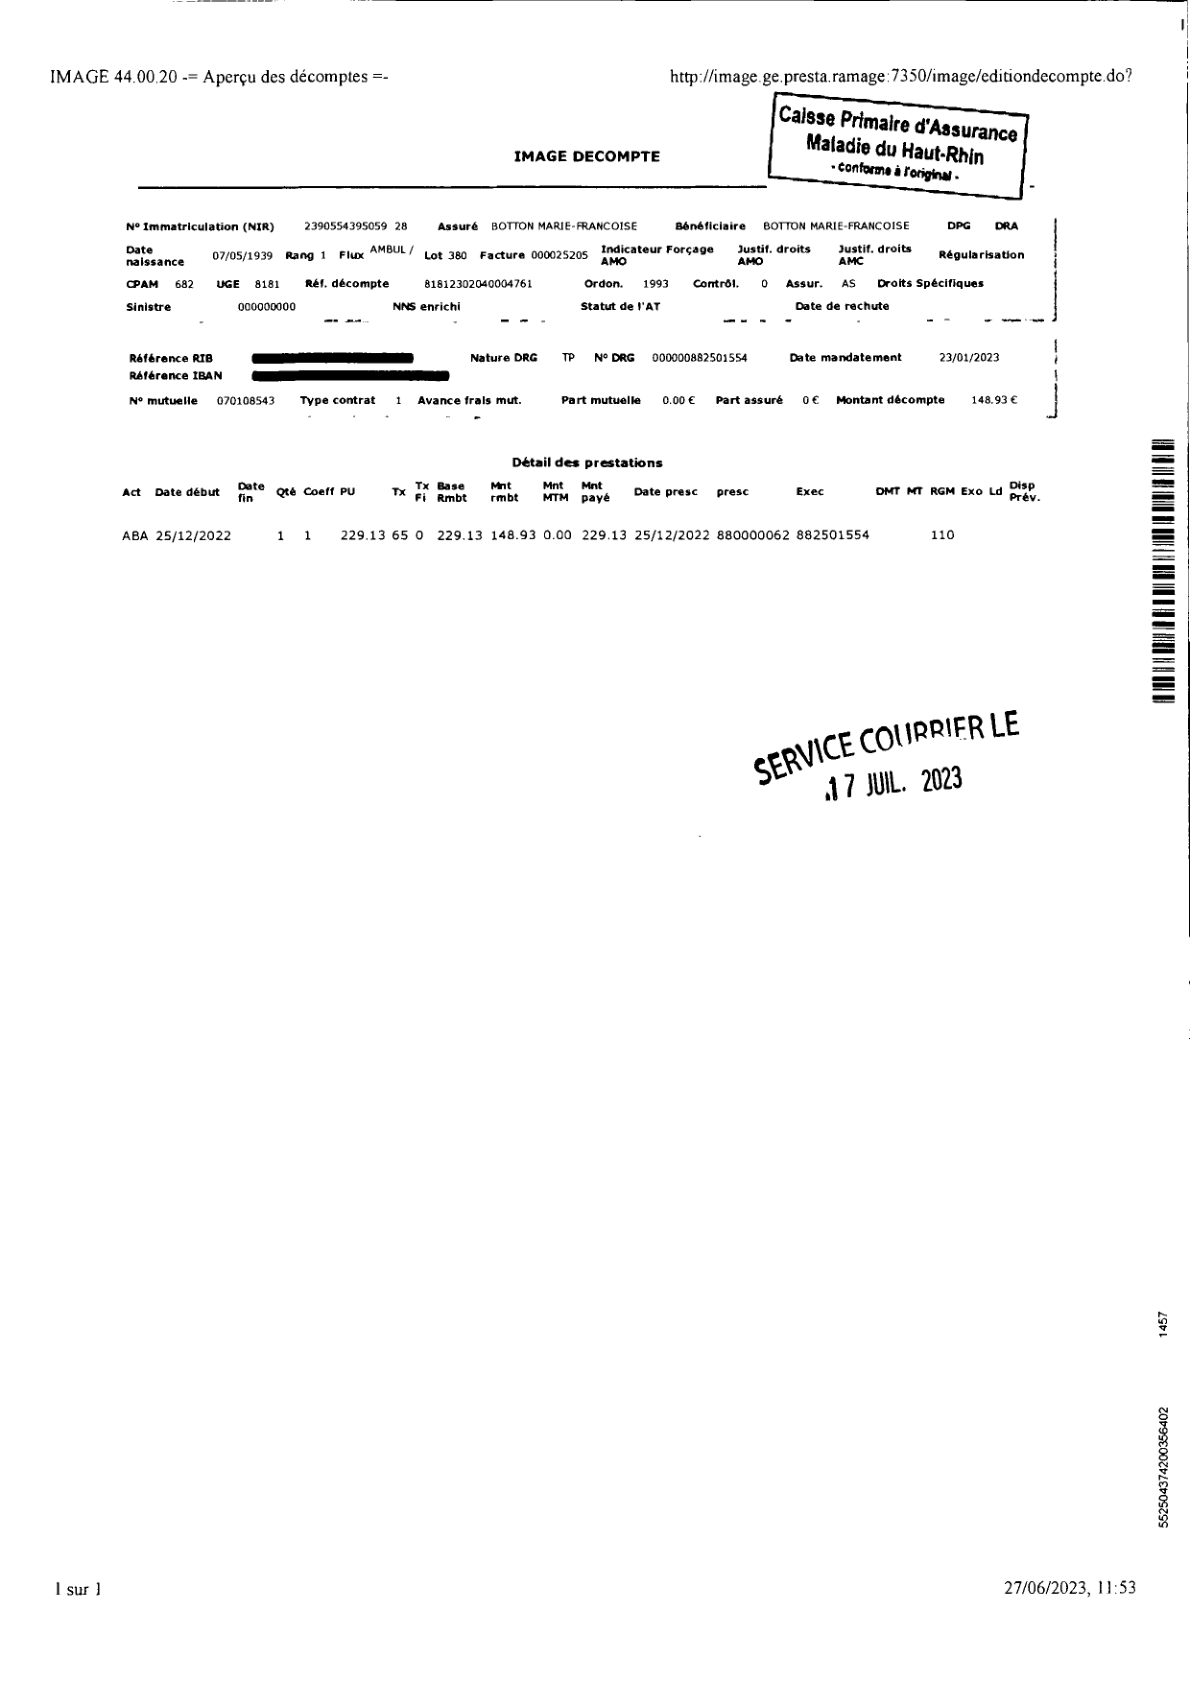 IMAGE 44.00.20 -= Aperçu des décomptes =-
http://image.ge.presta.ramage:7350/image/editiondecompte.do?
Caisse Primaire d'Assurance
Maladie du Haut-Rhin
- conforme à l'original -
IMAGE DECOMPTE
N° Immatriculation (NIR) 2390554395059 28 Assuré BOTTON MARIE-FRANCOISE Bénéficiaire BOTTON MARIE-FRANCOISE DPG DRA
Date naissance 07/05/1939 Rang 1 Flux AMBUL / Lot 380 Facture 000025205 Indicateur Forçage AMO Justif. droits AMO Justif. droits AMC Régularisation
CPAM 682 UGE 8181 Réf. décompte 81812302040004761 Ordon. 1993 Contrôl. 0 Assur. AS Droits Spécifiques
Sinistre 000000000 NNS enrichi Statut de l'AT Date de rechute
Référence RIB Nature DRG TP N° DRG 000000882501554 Date mandatement 23/01/2023
Référence IBAN
N° mutuelle 070108543 Type contrat 1 Avance frais mut. Part mutuelle 0.00 € Part assuré 0 € Montant décompte 148.93 €
Détail des prestations
Act Date début Date fin Qté Coeff PU Tx Tx Fi Base Rmbt Mnt rmbt Mnt MTM Mnt payé Date presc presc Exec DMT MT RGM Exo Ld Disp Prév.
ABA 25/12/2022 1 1 229.13 65 0 229.13 148.93 0.00 229.13 25/12/2022 880000062 882501554 110
SERVICE COURRIER LE
17 JUIL. 2023
1457
55250437420035640​2
1 sur 1
27/06/2023, 11:53